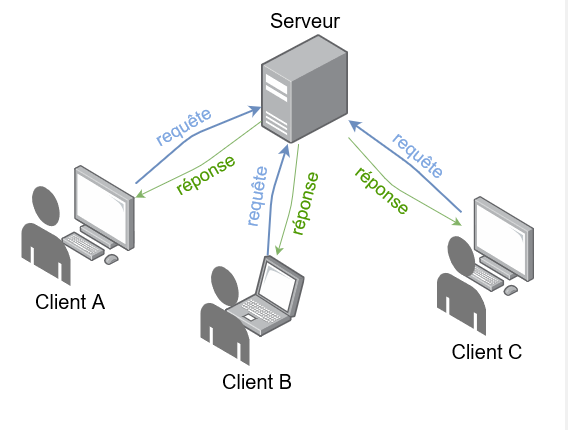 Serveur
requête
réponse
requête
réponse
requête
réponse
Client A
Client B
Client C